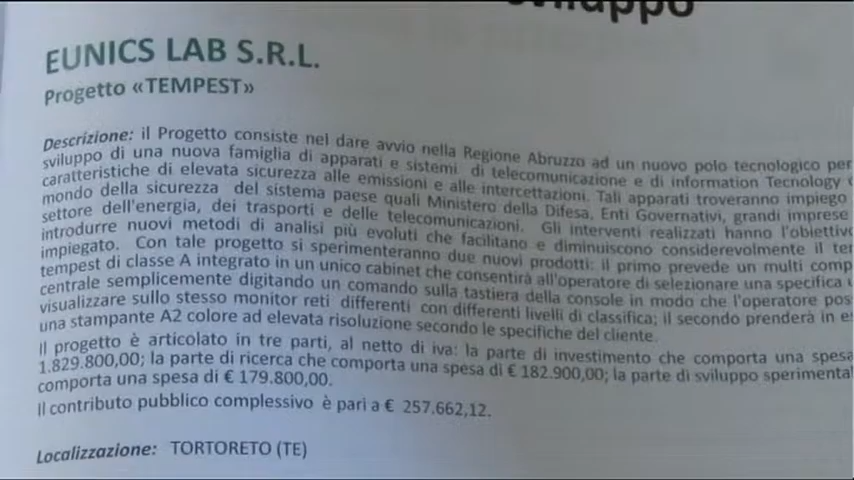 sviluppo
EUNICS LAB S.R.L.
Progetto «TEMPEST»
Descrizione: il Progetto consiste nel dare avvio nella Regione Abruzzo ad un nuovo polo tecnologico per
sviluppo di una nuova famiglia di apparati e sistemi di telecomunicazione e di information Tecnology
caratteristiche di elevata sicurezza alle emissioni e alle intercettazioni. Tali apparati troveranno impiego
mondo della sicurezza del sistema paese quali Ministero della Difesa, Enti Governativi, grandi imprese
settore dell'energia, dei trasporti e delle telecomunicazioni. Gli interventi realizzati hanno l'obiettivo
introdurre nuovi metodi di analisi più evoluti che facilitano e diminuiscono considerevolmente il
impiegato. Con tale progetto si sperimenteranno due nuovi prodotti: il primo prevede un multi
tempest di classe A integrato in un unico cabinet che consentirà all'operatore di selezionare una specifica
centrale semplicemente digitando un comando sulla tastiera della console in modo che l'operatore
visualizzare sullo stesso monitor reti differenti con differenti livelli di classifica; il secondo prenderà in
una stampante A2 colore ad elevata risoluzione secondo le specifiche del cliente.
Il progetto è articolato in tre parti, al netto di iva: la parte di investimento che comporta una spesa
1.829.800,00; la parte di ricerca che comporta una spesa di € 182.900,00; la parte di sviluppo
comporta una spesa di € 179.800,00.
Il contributo pubblico complessivo è pari a € 257.662,12.
Localizzazione: TORTORETO (TE)